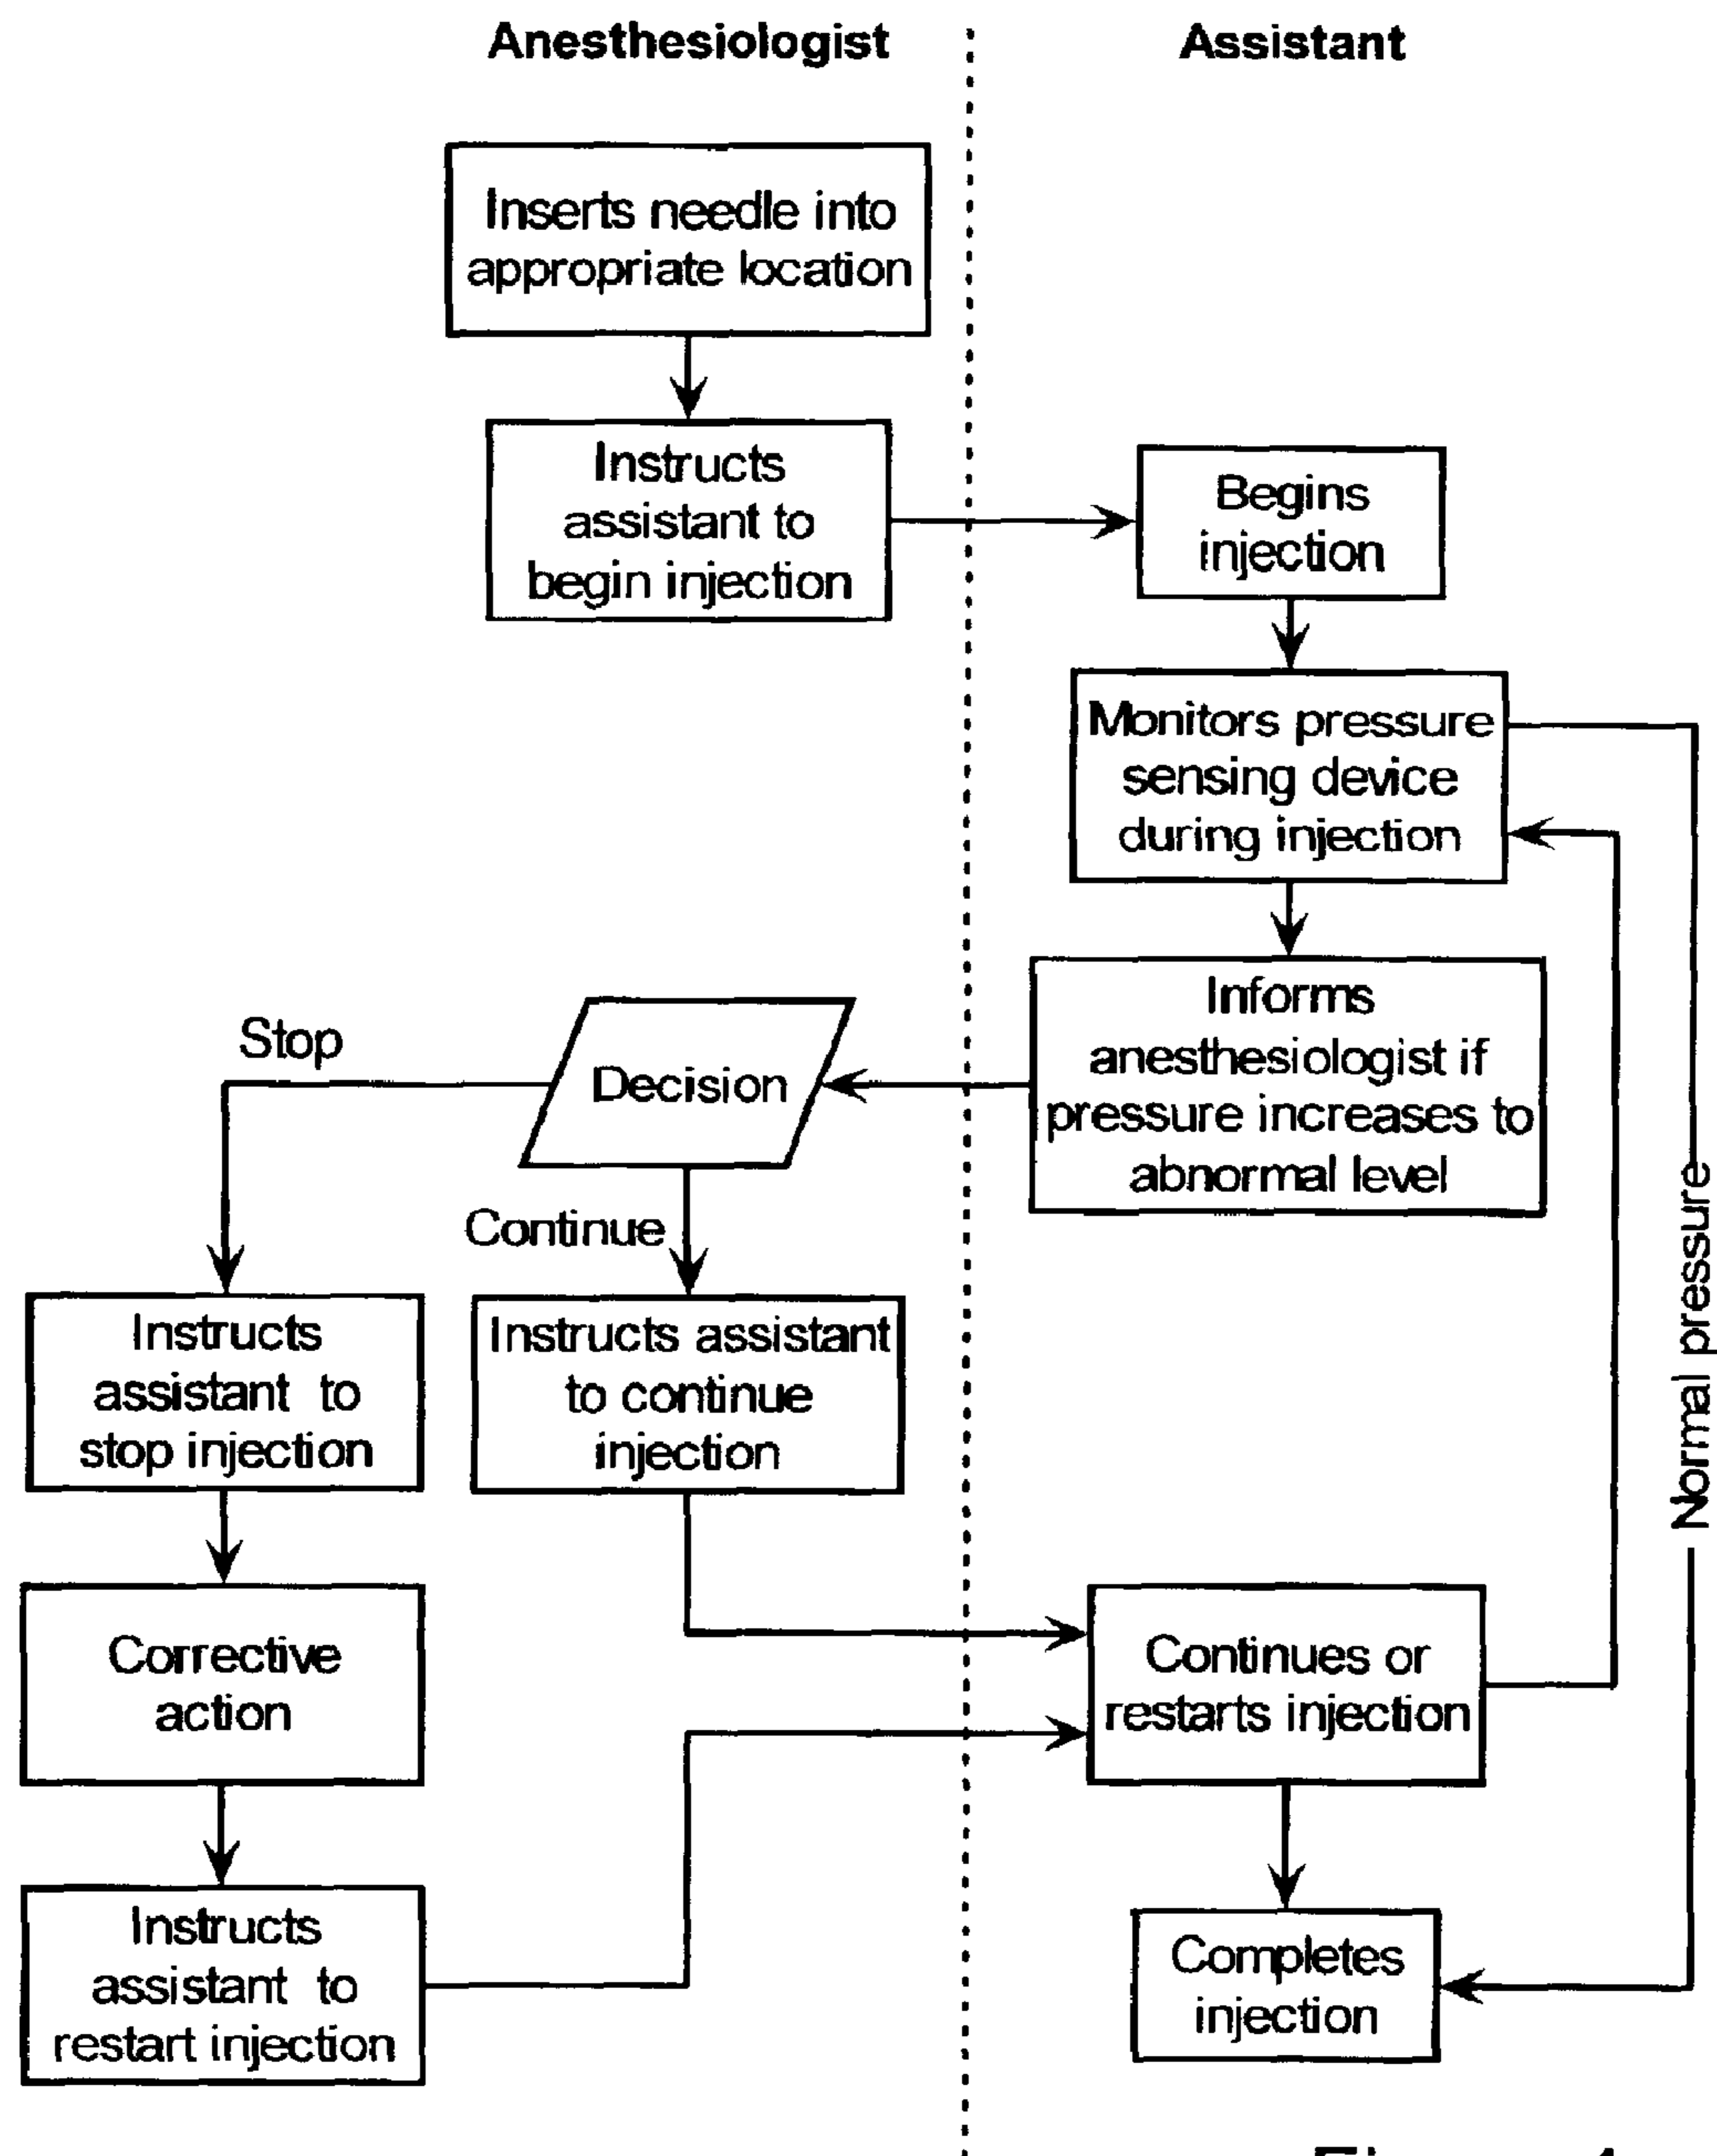 Anesthesiologist
Assistant
Inserts needle into
appropriate location
Instructs
assistant to
begin injection
Begins
injection
Monitors pressure
sensing device
during injection
Informs
anesthesiologist if
pressure increases to
abnormal level
Decision
Stop
Continue
Instructs
assistant to
stop injection
Instructs assistant
to continue
injection
Normal pressure
Corrective
action
Continues or
restarts injection
Instructs
assistant to
restart injection
Completes
injection